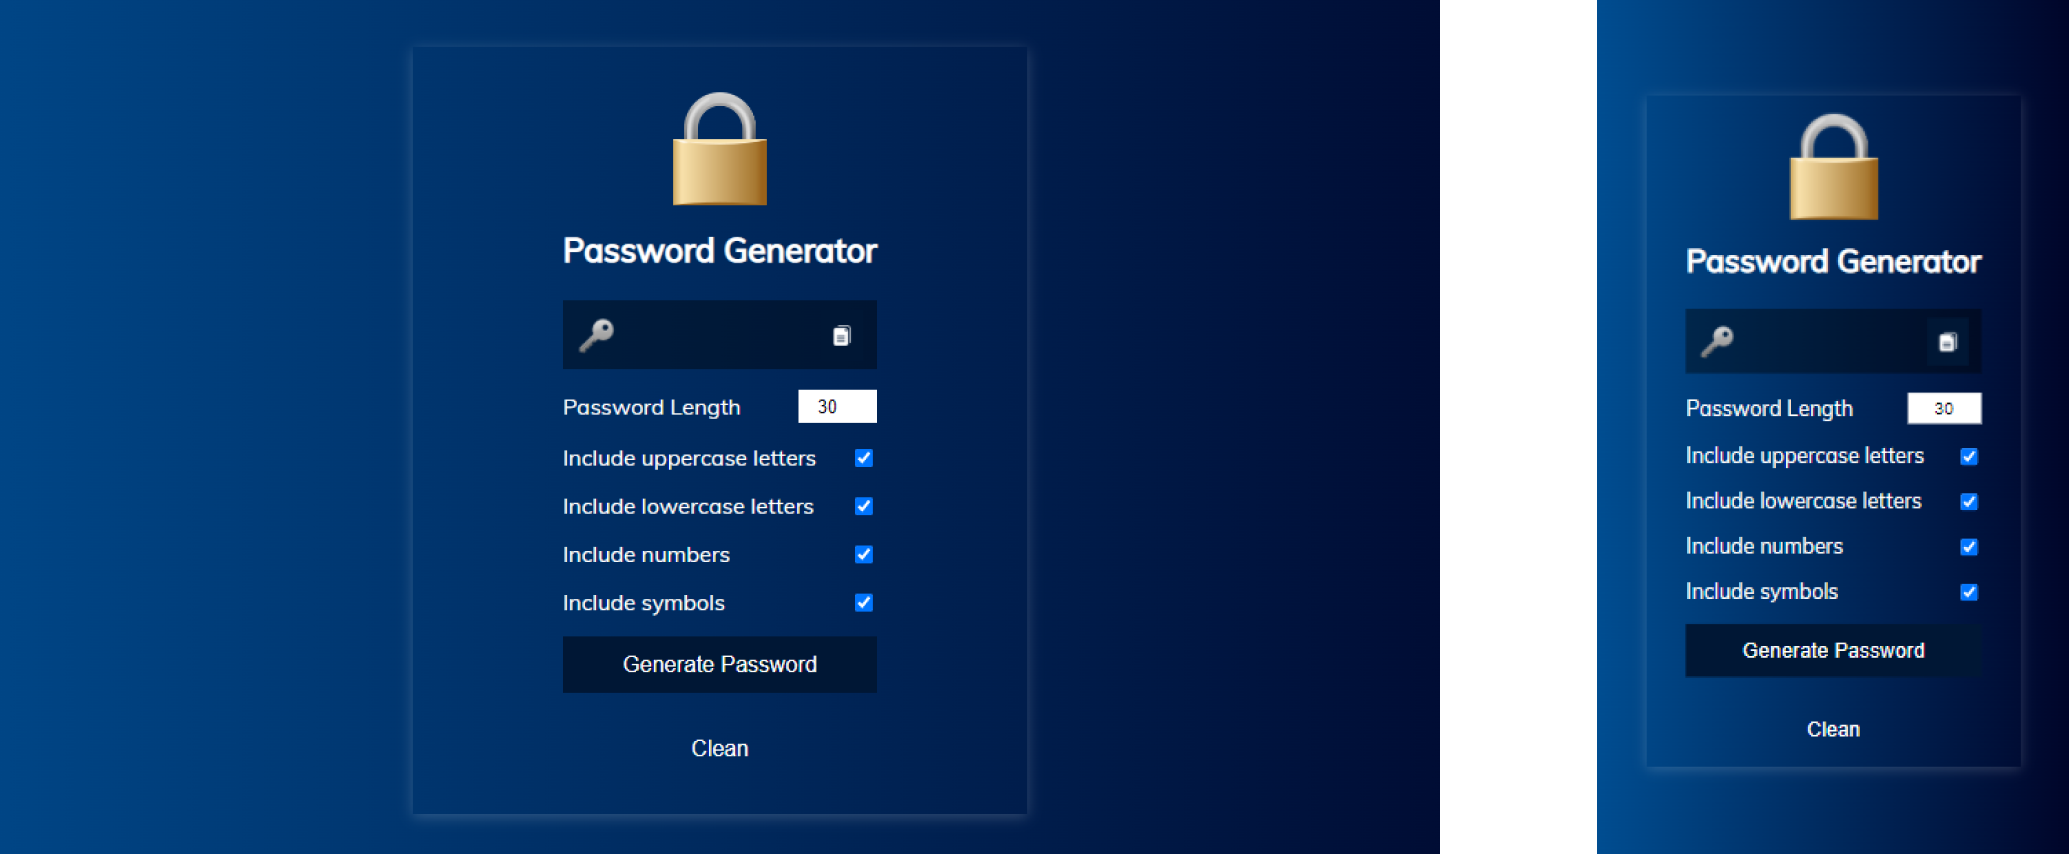 Password Generator
Password Length 30
Include uppercase letters
Include lowercase letters
Include numbers
Include symbols
Generate Password
Clean
Password Generator
Password Length 30
Include uppercase letters
Include lowercase letters
Include numbers
Include symbols
Generate Password
Clean